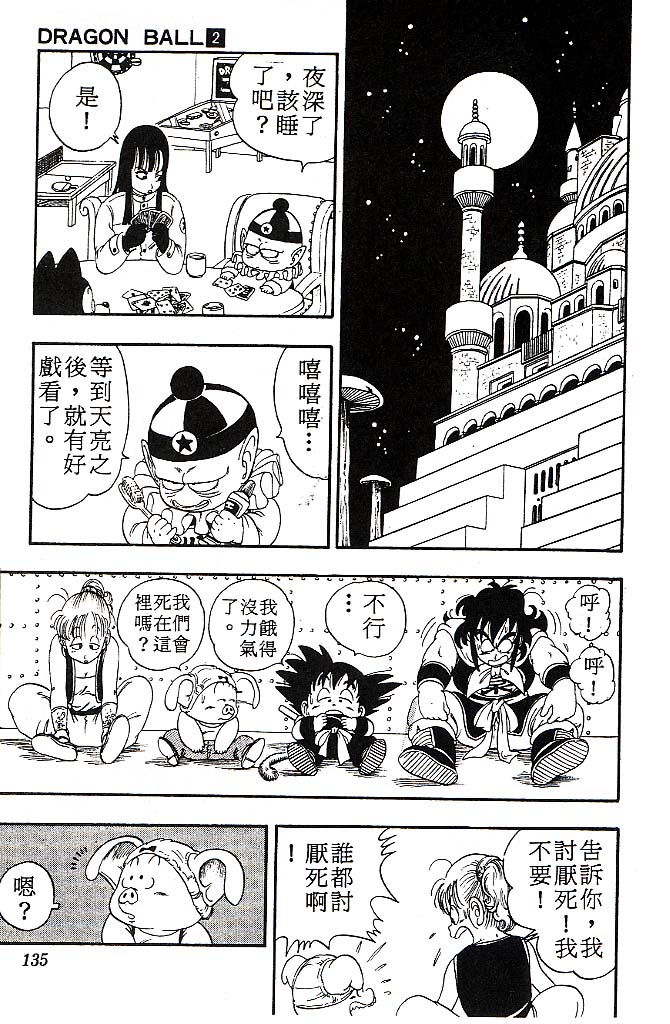 DRAGON BALL 2
夜深了
，該睡
了吧？
是！
嘻嘻嘻…
等到天亮之
後，就有好
戲看了。
呼！
呼！
不行
…
我餓得
沒力氣
了。
我們會
死在這
裡嗎？
告訴你，我
討厭死！我
不要！
誰都討
厭死啊
！
嗯？
135